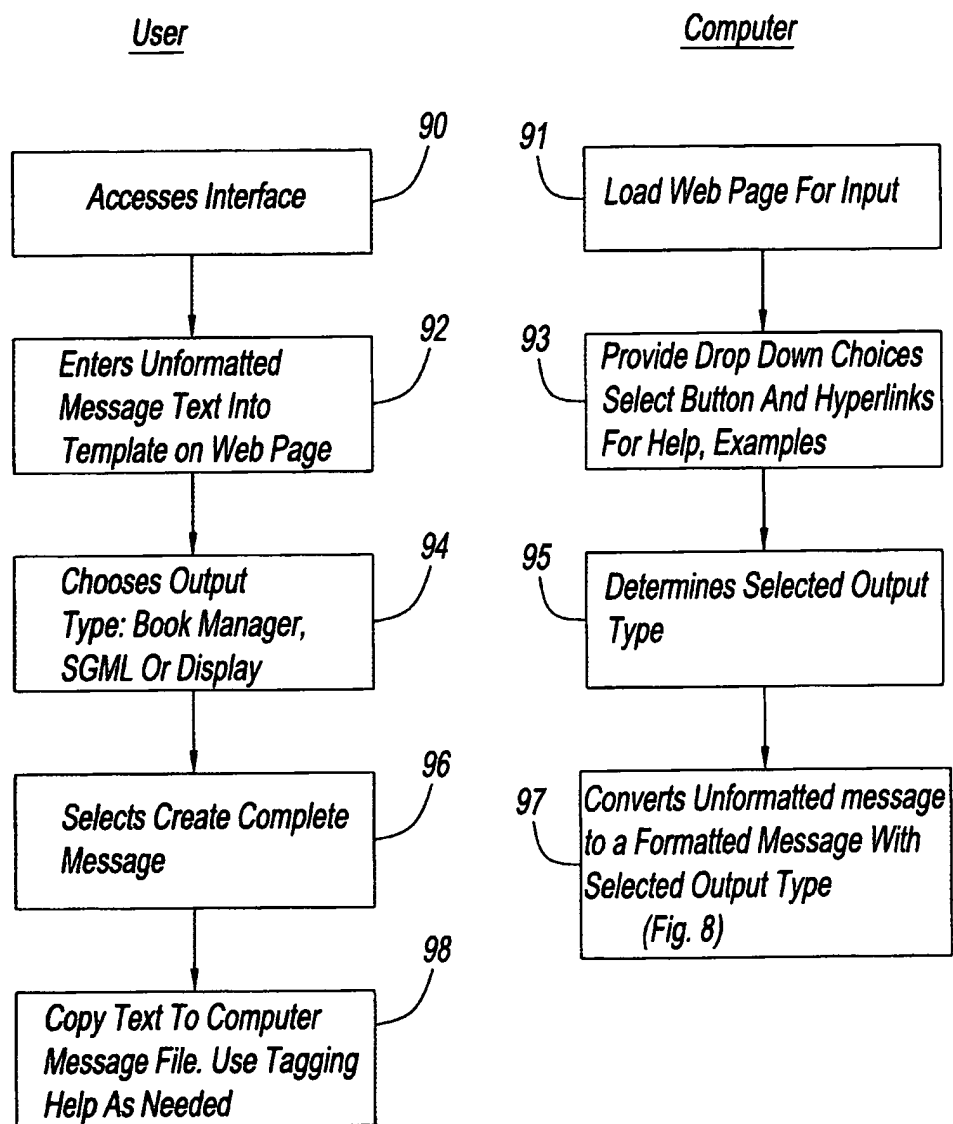 User
Computer
90
Accesses Interface
91
Load Web Page For Input
92
Enters Unformatted
Message Text Into
Template on Web Page
93
Provide Drop Down Choices
Select Button And Hyperlinks
For Help, Examples
94
Chooses Output
Type: Book Manager,
SGML Or Display
95
Determines Selected Output
Type
96
Selects Create Complete
Message
97
Converts Unformatted message
to a Formatted Message With
Selected Output Type
(Fig. 8)
98
Copy Text To Computer
Message File. Use Tagging
Help As Needed